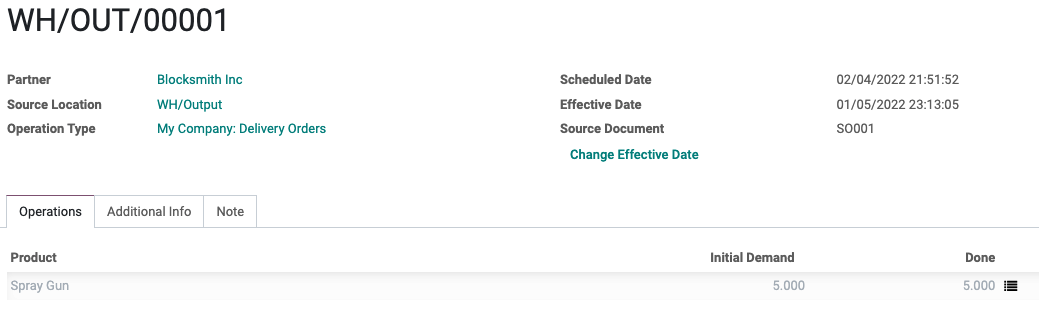 WH/OUT/00001
Partner Blocksmith Inc Scheduled Date 02/04/2022 21:51:52
Source Location WH/Output Effective Date 01/05/2022 23:13:05
Operation Type My Company: Delivery Orders Source Document SO001
Change Effective Date
Operations Additional Info Note
Product Initial Demand Done
Spray Gun 5.000 5.000